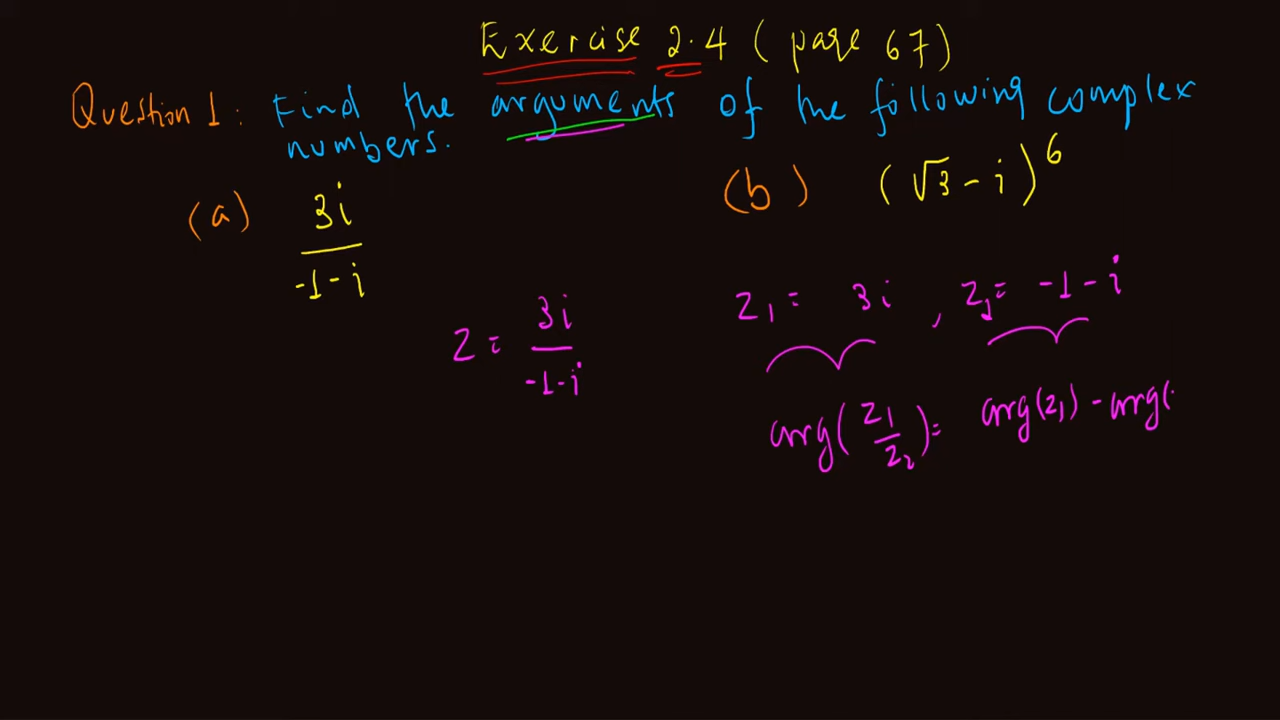 Exercise 2.4 (page 67)
Question 1: Find the arguments of the following complex
numbers.
(a) 3i / -1-i
(b) (√3 - i)^6
z = 3i / -1-i
z1 = 3i , z2 = -1-i
arg(z1/z2) = arg(z1) - arg(